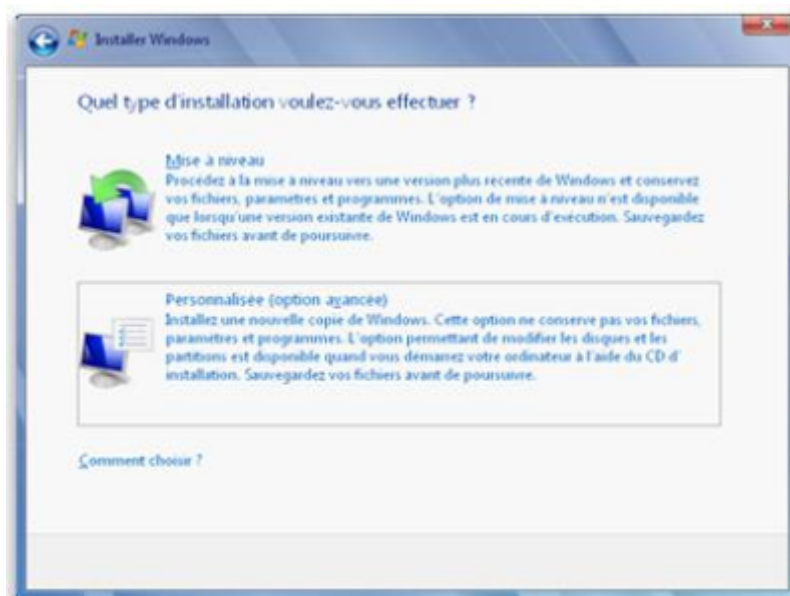 Installer Windows
Quel type d'installation voulez-vous effectuer ?
Mise à niveau
Procédez à la mise à niveau vers une version plus récente de Windows et conservez
vos fichiers, paramètres et programmes. L'option de mise à niveau n'est disponible
que lorsqu'une version existante de Windows est en cours d'exécution. Sauvegardez
vos fichiers avant de poursuivre.
Personnalisée (option avancée)
Installez une nouvelle copie de Windows. Cette option ne conserve pas vos fichiers,
paramètres et programmes. L'option permettant de modifier les disques et les
partitions est disponible quand vous démarrez votre ordinateur à l'aide du CD d'
installation. Sauvegardez vos fichiers avant de poursuivre.
Comment choisir ?